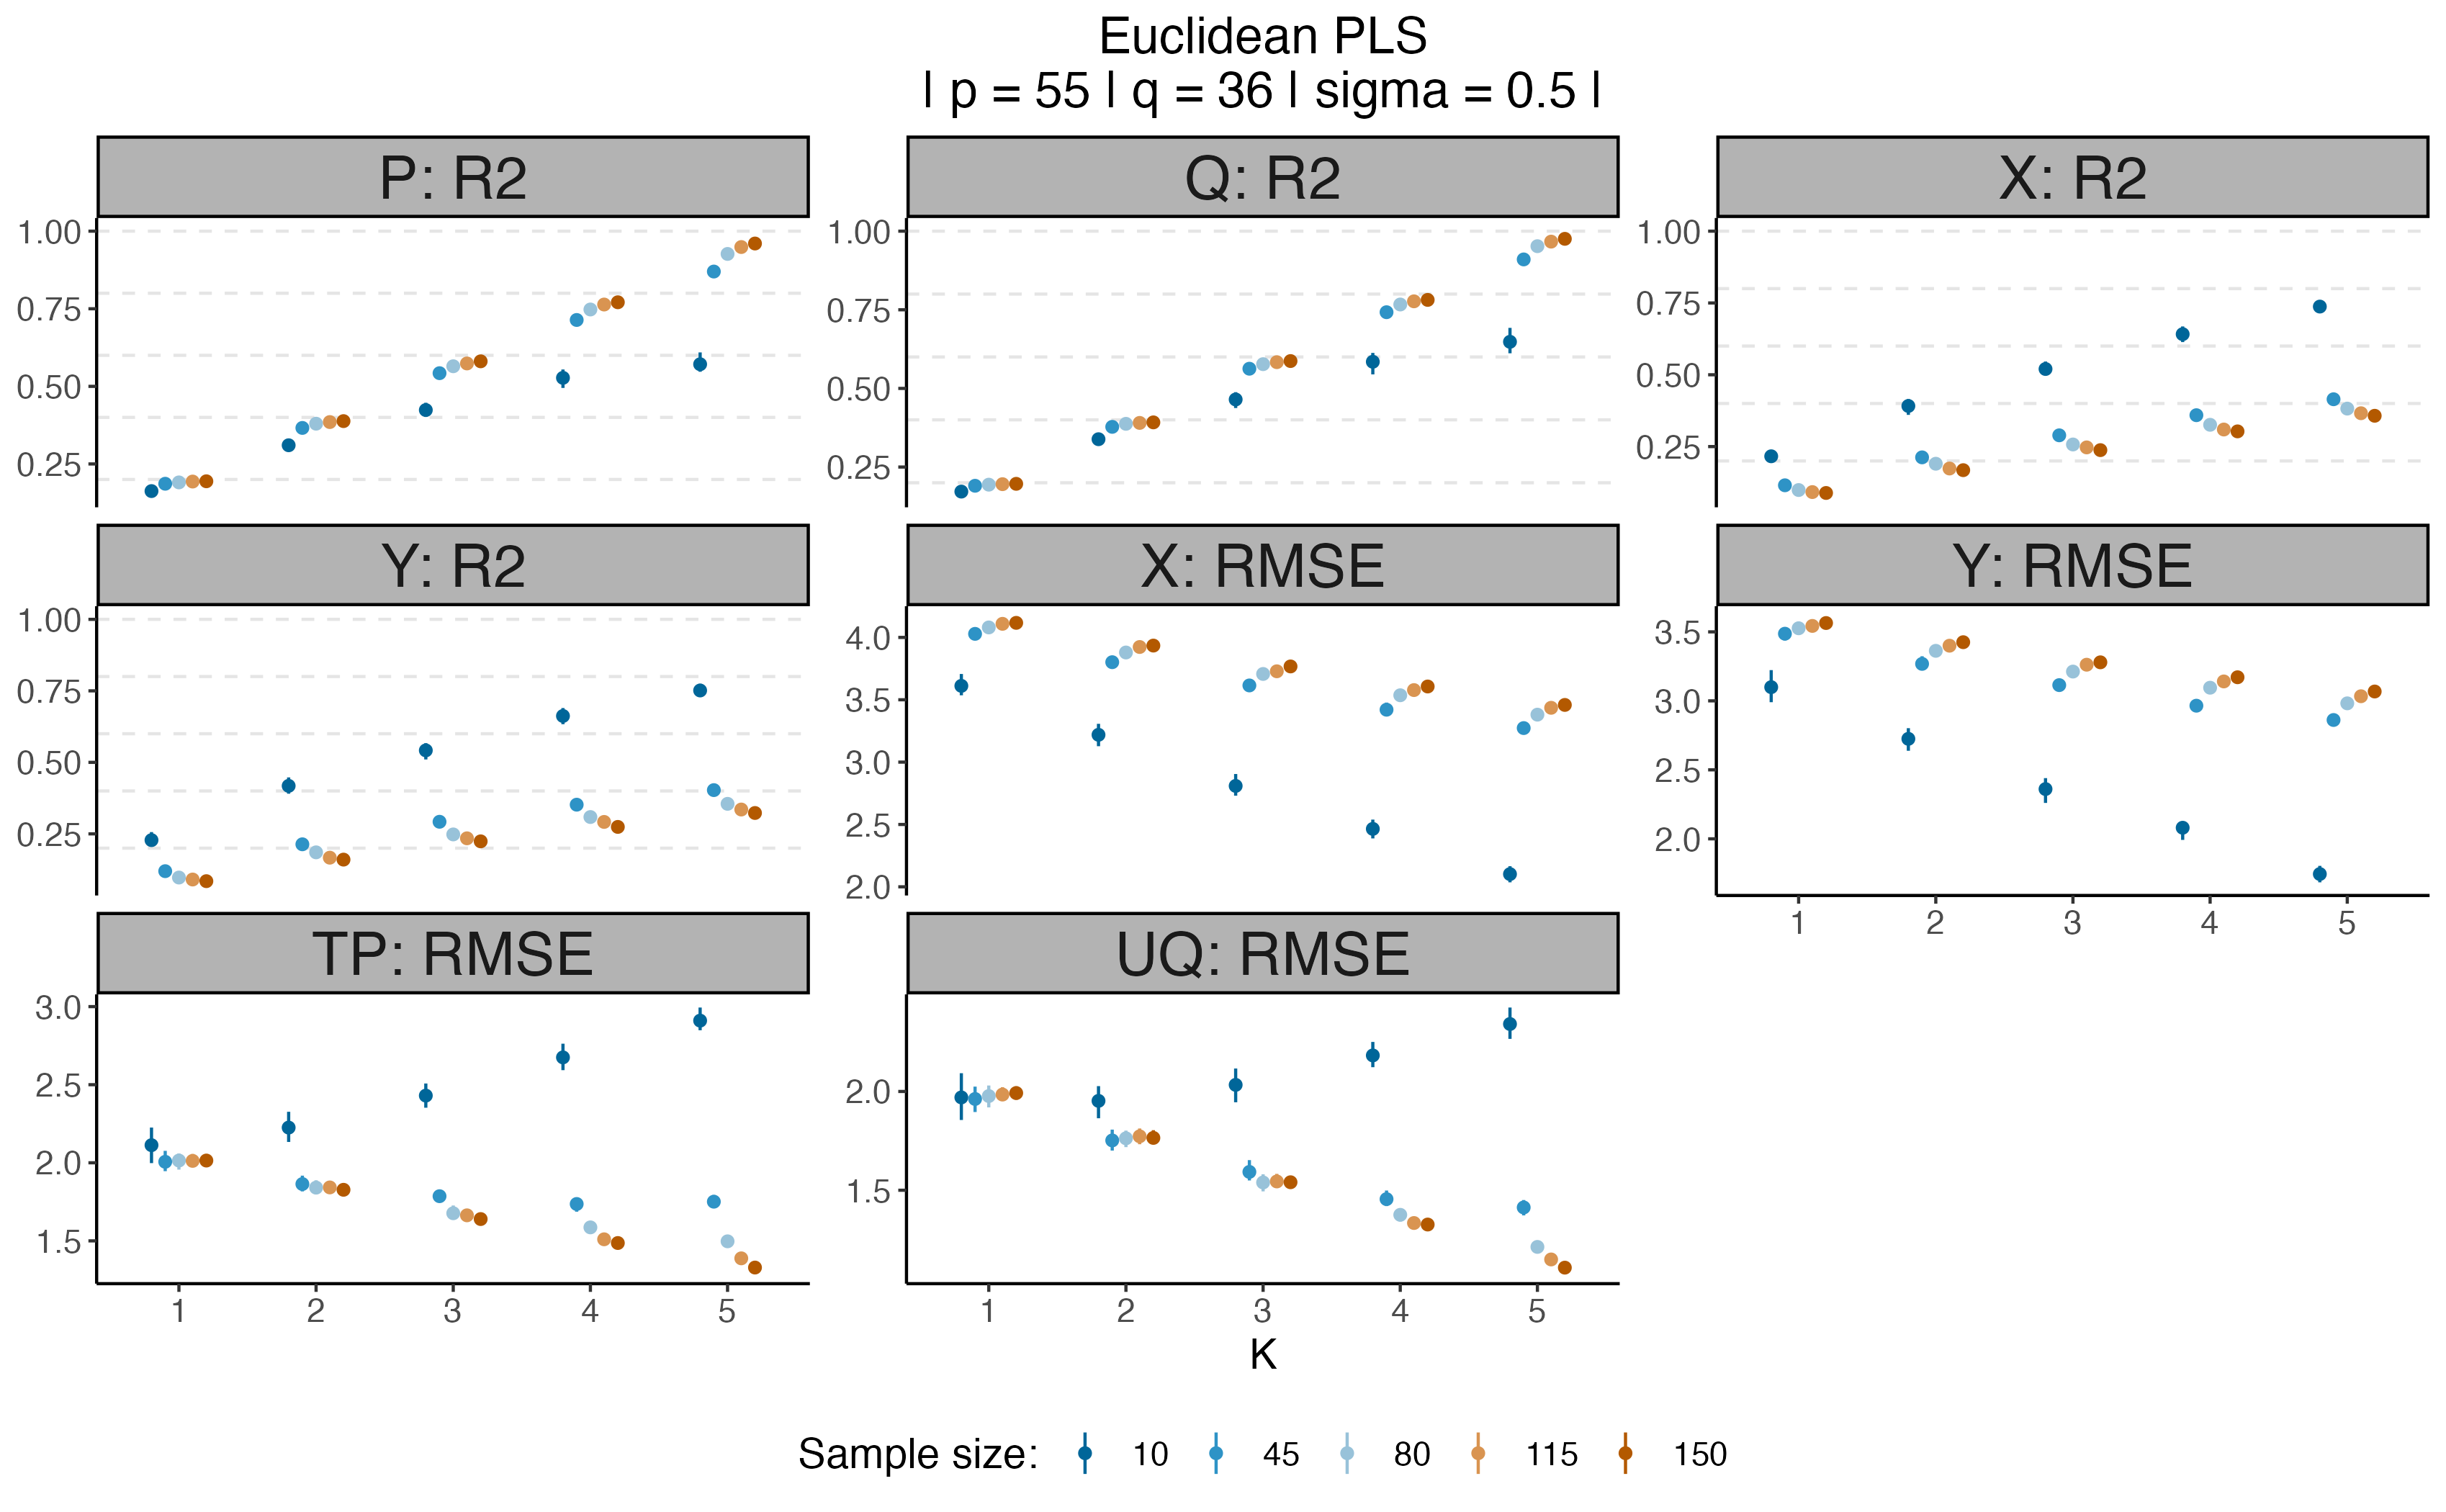 Euclidean PLS
| p = 55 | q = 36 | sigma = 0.5 |
P: R2
Q: R2
X: R2
1.00
0.75
0.50
0.25
1.00
0.75
0.50
0.25
1.00
0.75
0.50
0.25
Y: R2
X: RMSE
Y: RMSE
1.00
0.75
0.50
0.25
4.0
3.5
3.0
2.5
2.0
3.5
3.0
2.5
2.0
1 2 3 4 5
TP: RMSE
UQ: RMSE
3.0
2.5
2.0
1.5
2.0
1.5
1 2 3 4 5
1 2 3 4 5
K
Sample size: 10 45 80 115 150